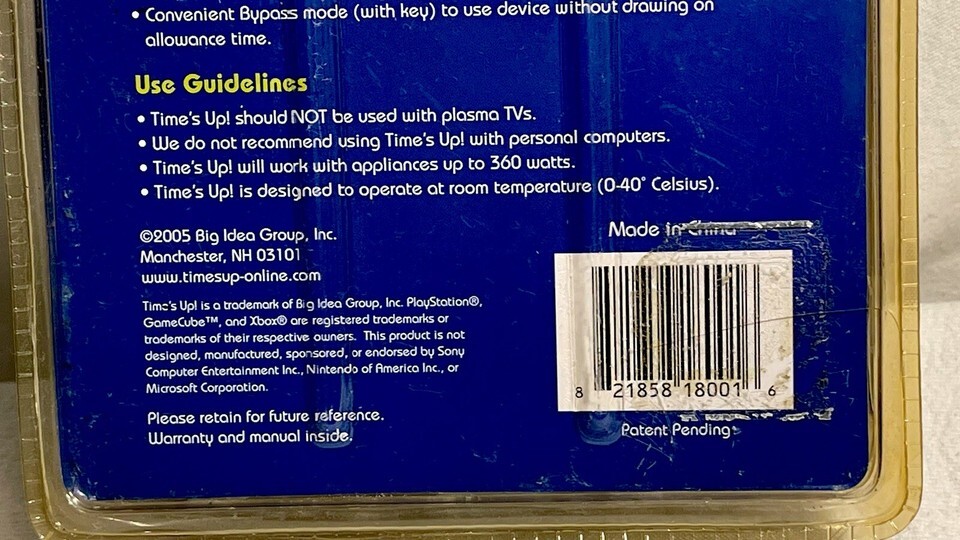 • Convenient Bypass mode (with key) to use device without drawing on
allowance time.
Use Guidelines
• Time's Up! should NOT be used with plasma TVs.
• We do not recommend using Time's Up! with personal computers.
• Time's Up! will work with appliances up to 360 watts.
• Time's Up! is designed to operate at room temperature (0-40° Celsius).
©2005 Big Idea Group, Inc.
Manchester, NH 03101
www.timesup-online.com
Time's Up! is a trademark of Big Idea Group, Inc. PlayStation®,
GameCube™, and Xbox® are registered trademarks or
trademarks of their respective owners. This product is not
designed, manufactured, sponsored, or endorsed by Sony
Computer Entertainment Inc., Nintendo of America Inc., or
Microsoft Corporation.
Please retain for future reference.
Warranty and manual inside.
Made in China
8 21858 18001 6
Patent Pending